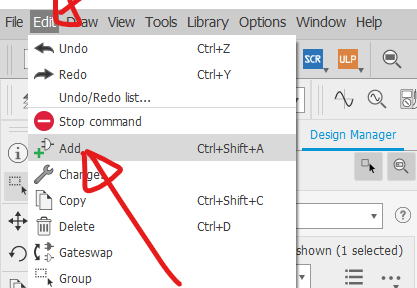 File Edit Draw View Tools Library Options Window Help
Undo Ctrl+Z
SCR ULP
Redo Ctrl+Y
Undo/Redo list...
Stop command
Design Manager
Add... Ctrl+Shift+A
Change
Copy Ctrl+Shift+C
Delete Ctrl+D
Gateswap
shown (1 selected)
Group